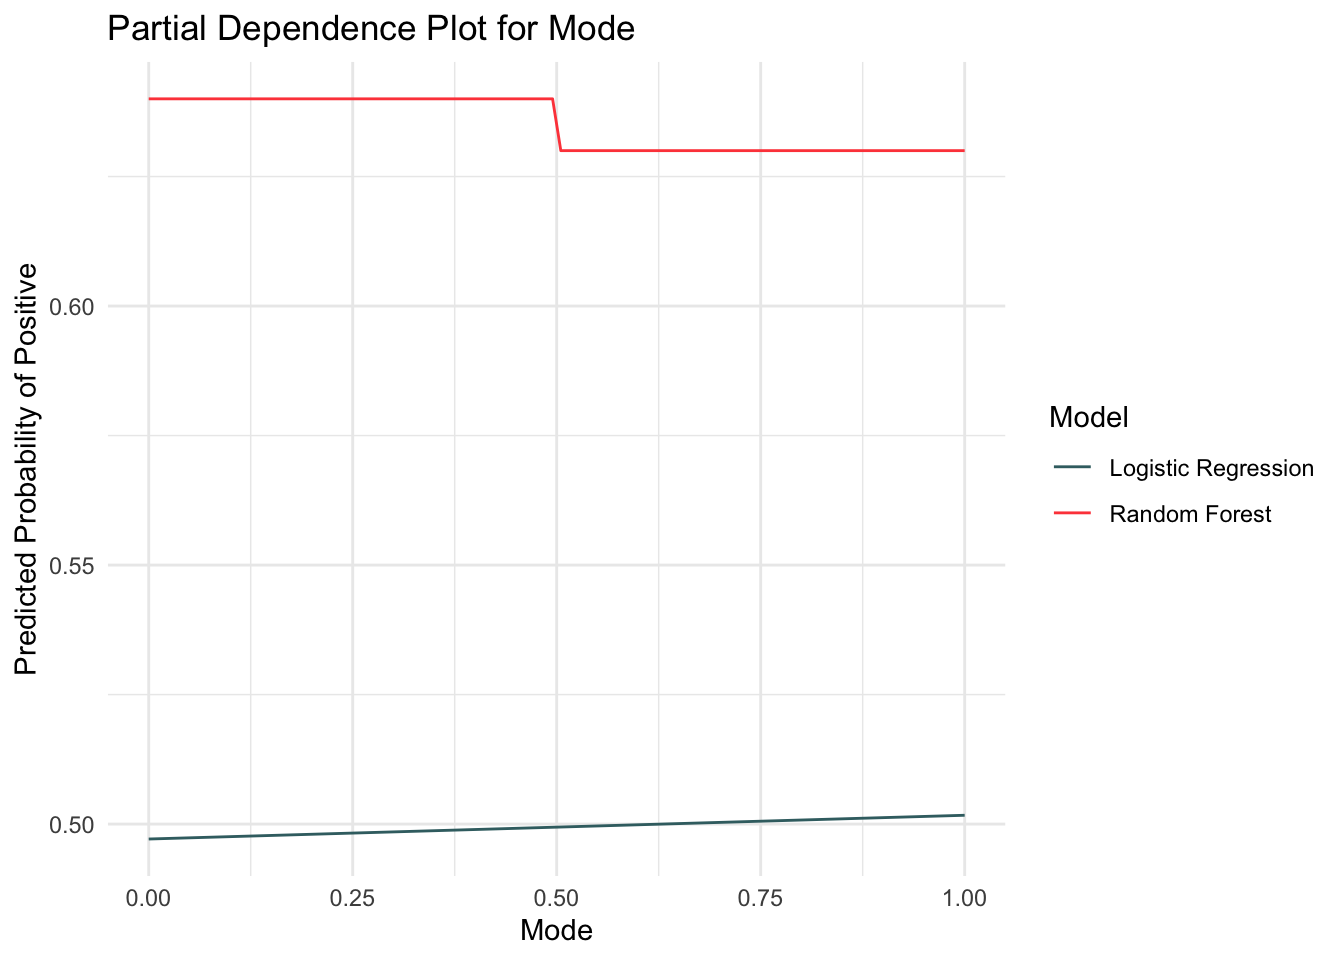 Partial Dependence Plot for Mode
Predicted Probability of Positive
0.60
0.55
0.50
0.00 0.25 0.50 0.75 1.00
Mode
Model
Logistic Regression
Random Forest